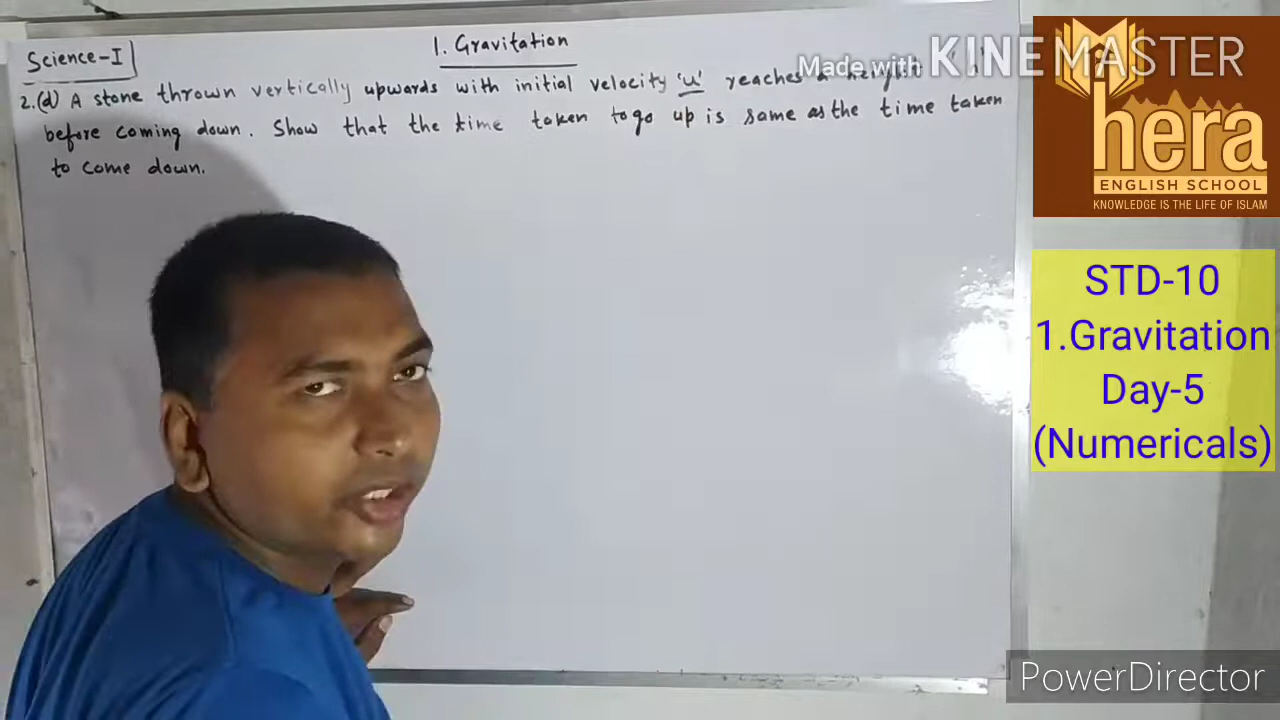 Science-I
1. Gravitation
2.(d) A stone thrown vertically upwards with initial velocity 'u' reaches a height
before coming down. Show that the time taken to go up is same as the time taken
to come down.
Made with KINEMASTER
hera
ENGLISH SCHOOL
KNOWLEDGE IS THE LIFE OF ISLAM
STD-10
1.Gravitation
Day-5
(Numericals)
PowerDirector